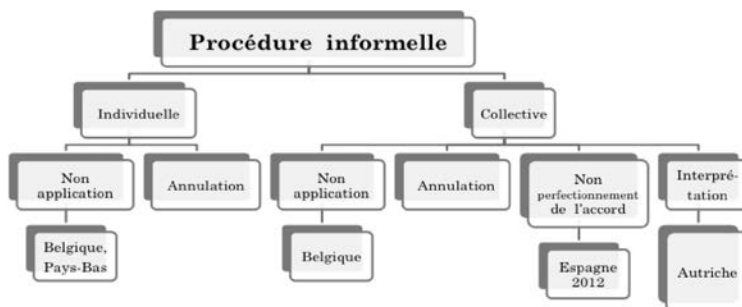 Procédure informelle
Individuelle
Collective
Non
application
Annulation
Non
application
Annulation
Non
perfectionnement
de l'accord
Interpré-
tation
Belgique,
Pays-Bas
Belgique
Espagne
2012
Autriche